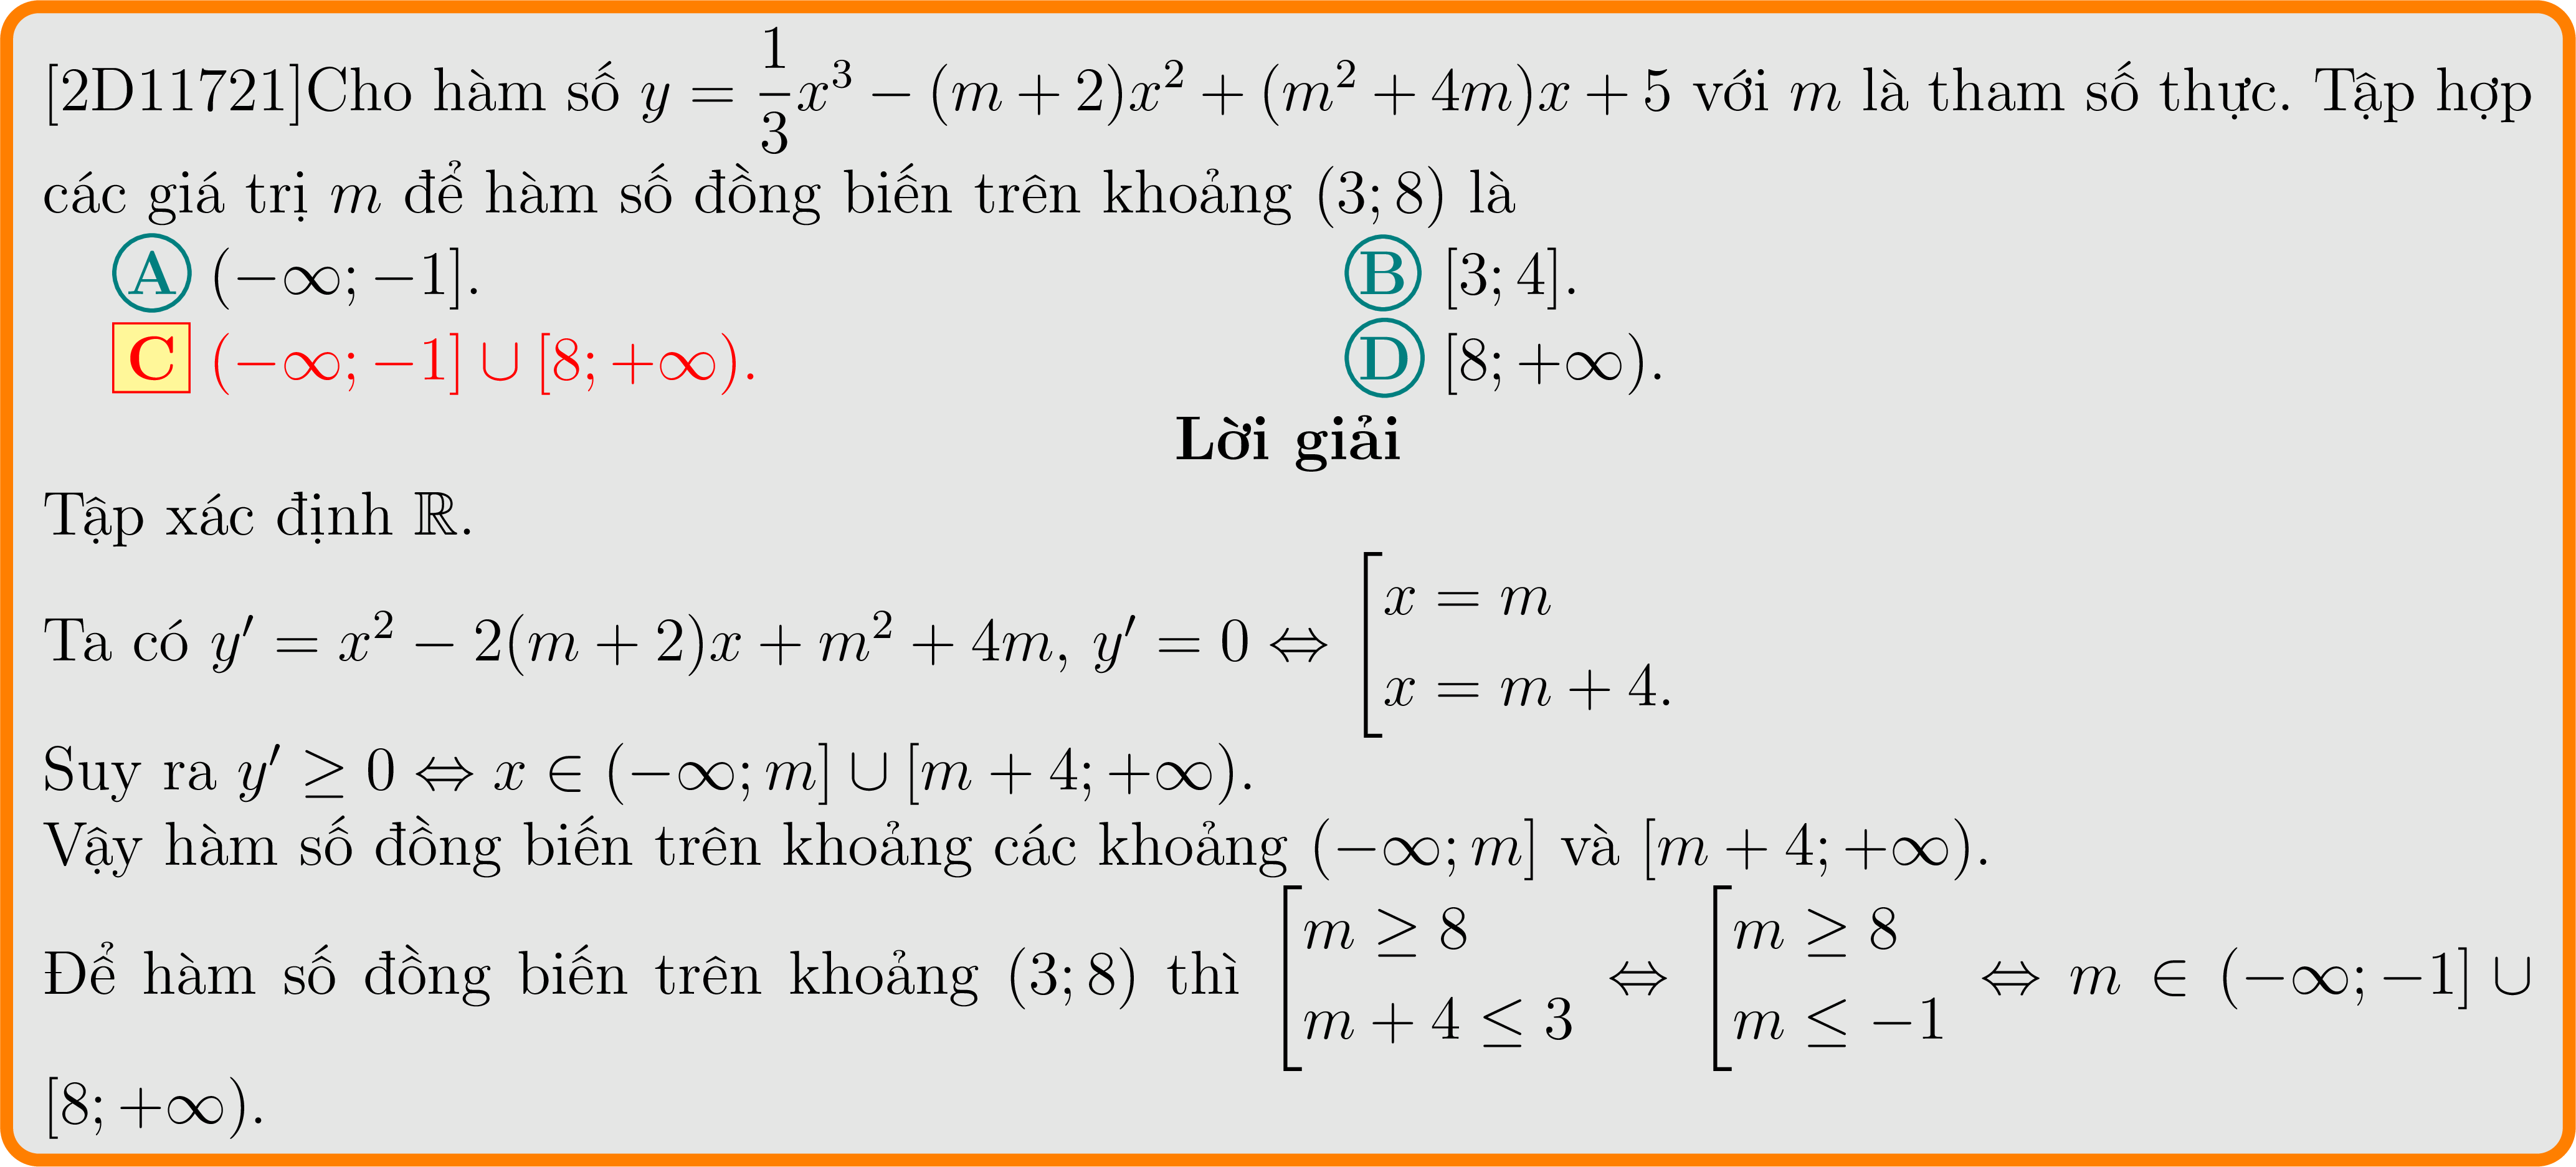 [2D11721]Cho hàm số $y = \dfrac{1}{3}x^3 - (m + 2)x^2 + (m^2 + 4m)x + 5$ với $m$ là tham số thực. Tập hợp
các giá trị $m$ để hàm số đồng biến trên khoảng $(3; 8)$ là
A $(-\infty; -1]$. B $[3; 4]$.
C $(-\infty; -1] \cup [8; +\infty)$. D $[8; +\infty)$.
Lời giải
Tập xác định $\mathbb{R}$.
Ta có $y' = x^2 - 2(m + 2)x + m^2 + 4m$, $y' = 0 \Leftrightarrow \left[\begin{array}{l} x = m \\ x = m + 4. \end{array}\right.$
Suy ra $y' \geq 0 \Leftrightarrow x \in (-\infty; m] \cup [m + 4; +\infty)$.
Vậy hàm số đồng biến trên khoảng các khoảng $(-\infty; m]$ và $[m + 4; +\infty)$.
Để hàm số đồng biến trên khoảng $(3; 8)$ thì $\left[\begin{array}{l} m \geq 8 \\ m + 4 \leq 3 \end{array}\right. \Leftrightarrow \left[\begin{array}{l} m \geq 8 \\ m \leq -1 \end{array}\right. \Leftrightarrow m \in (-\infty; -1] \cup$
$[8; +\infty)$.